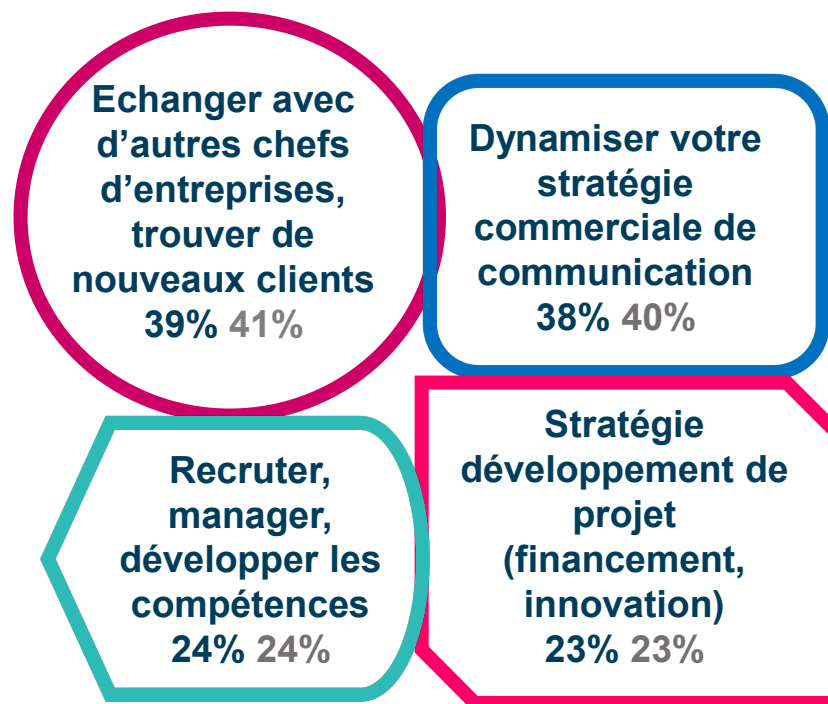 Echanger avec
d’autres chefs
d’entreprises,
trouver de
nouveaux clients
39% 41%
Dynamiser votre
stratégie
commerciale de
communication
38% 40%
Recruter,
manager,
développer les
compétences
24% 24%
Stratégie
développement de
projet
(financement,
innovation)
23% 23%